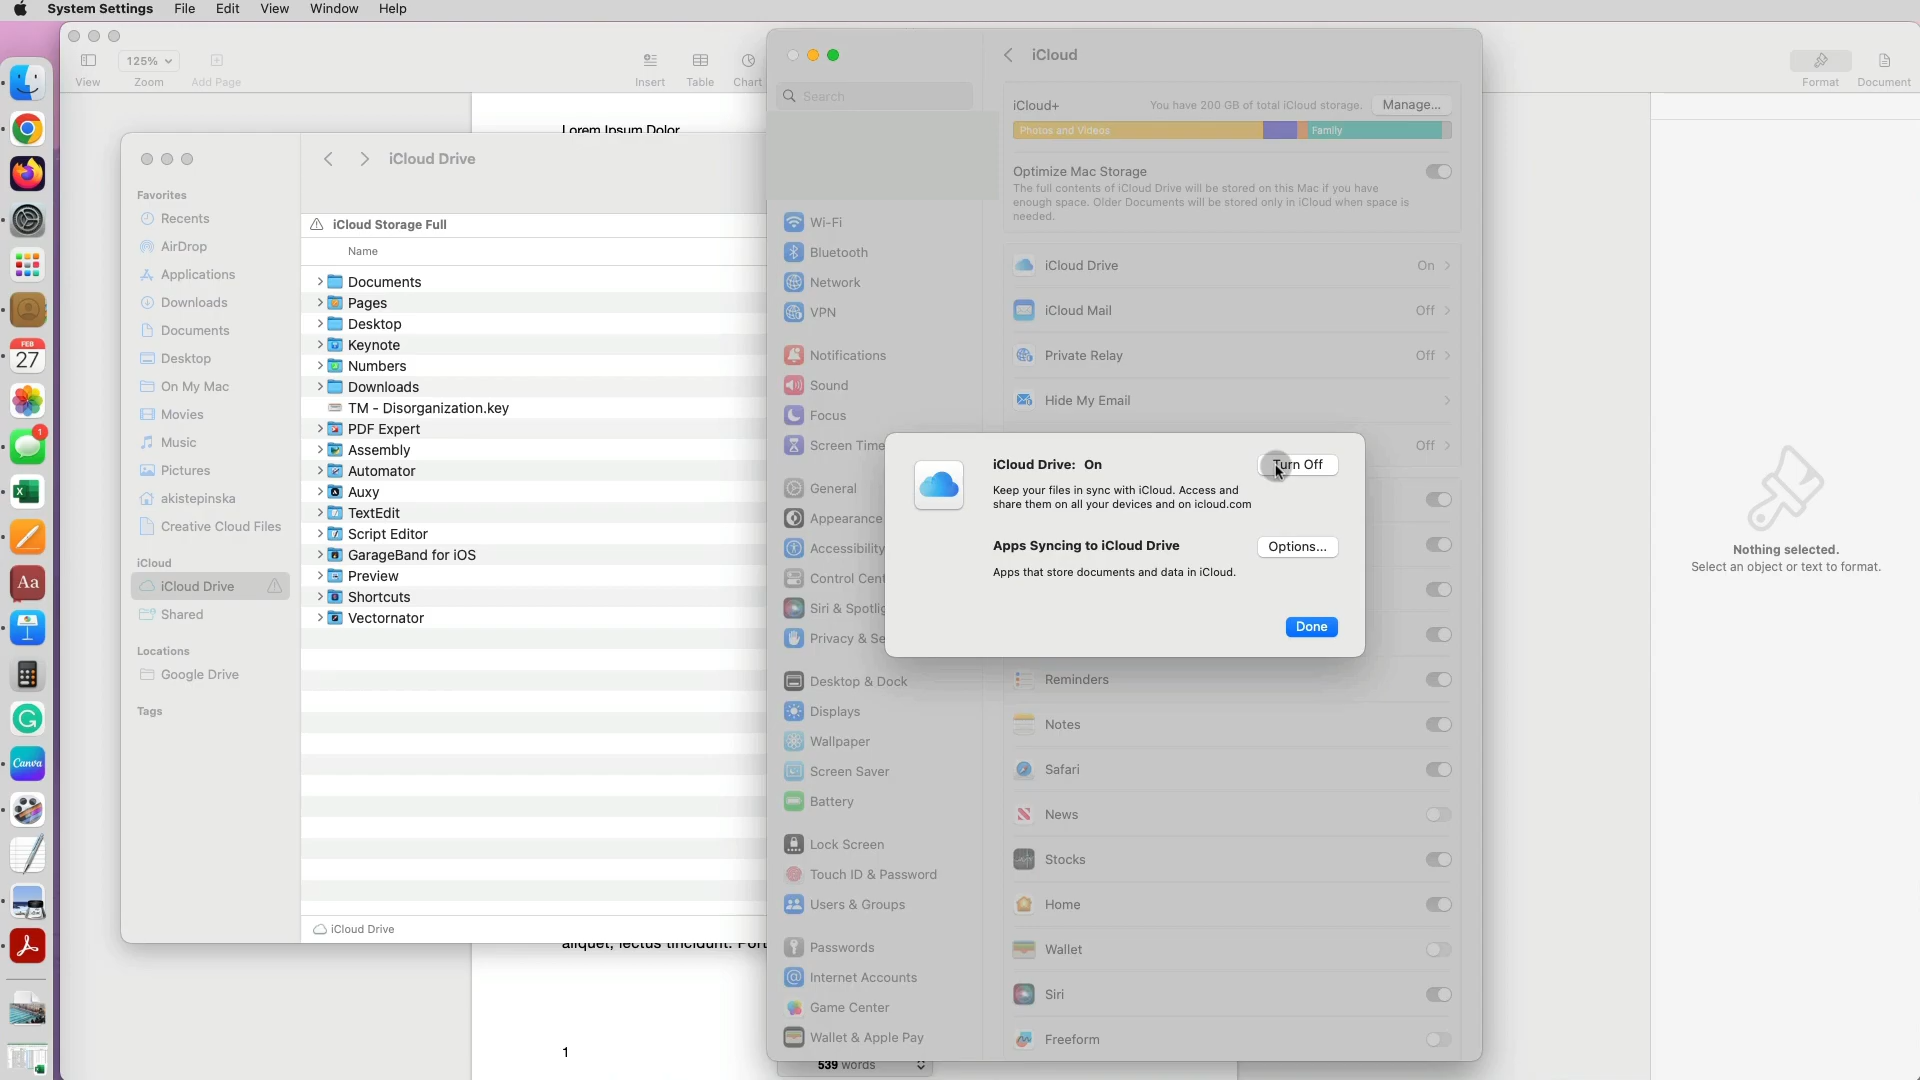 System Settings File Edit View Window Help
125%
View Zoom Add Page
Insert Table Chart
Format Document
Lorem Ipsum Dolor
iCloud Drive
Favorites
Recents
AirDrop
Applications
Downloads
Documents
Desktop
On My Mac
Movies
Music
Pictures
akistepinska
Creative Cloud Files
iCloud
iCloud Drive
Shared
Locations
Google Drive
Tags
iCloud Storage Full
Name
Documents
Pages
Desktop
Keynote
Numbers
Downloads
TM - Disorganization.key
PDF Expert
Assembly
Automator
Auxy
TextEdit
Script Editor
GarageBand for iOS
Preview
Shortcuts
Vectornator
iCloud Drive
1
539 words
Search
Wi-Fi
Bluetooth
Network
VPN
Notifications
Sound
Focus
Screen Time
General
Appearance
Accessibility
Control Cent
Siri & Spotlig
Privacy & Se
Desktop & Dock
Displays
Wallpaper
Screen Saver
Battery
Lock Screen
Touch ID & Password
Users & Groups
Passwords
Internet Accounts
Game Center
Wallet & Apple Pay
iCloud
iCloud+ You have 200 GB of total iCloud storage. Manage...
Photos and Videos Family
Optimize Mac Storage
The full contents of iCloud Drive will be stored on this Mac if you have
enough space. Older Documents will be stored only in iCloud when space is
needed.
iCloud Drive On
iCloud Mail Off
Private Relay Off
Hide My Email
Off
iCloud Drive: On Turn Off
Keep your files in sync with iCloud. Access and
share them on all your devices and on icloud.com
Apps Syncing to iCloud Drive Options...
Apps that store documents and data in iCloud.
Done
Reminders
Notes
Safari
News
Stocks
Home
Wallet
Siri
Freeform
Nothing selected.
Select an object or text to format.
FEB
27
1
Aa
Canva